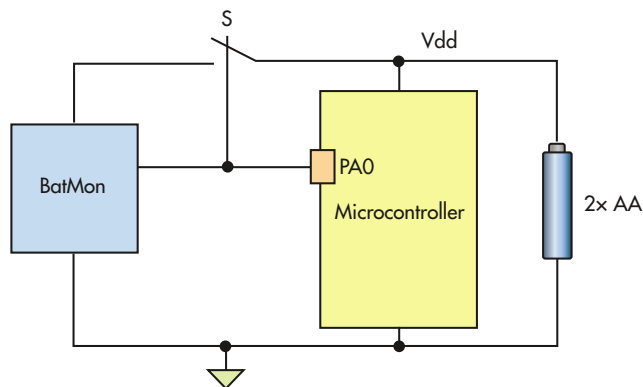 S
Vdd
BatMon
PA0
Microcontroller
2× AA